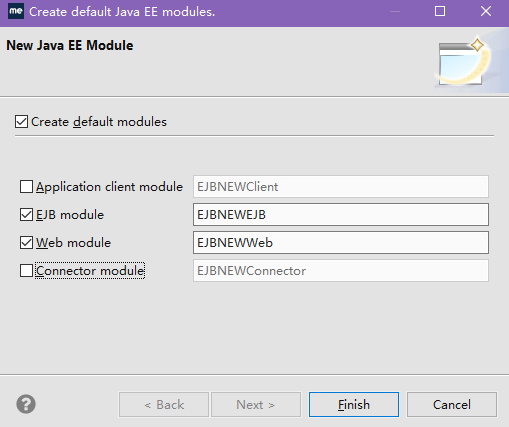 me Create default Java EE modules.
New Java EE Module
Create default modules
Application client module EJBNEWClient
EJB module EJBNEWEJB
Web module EJBNEWWeb
Connector module EJBNEWConnector
? < Back Next > Finish Cancel